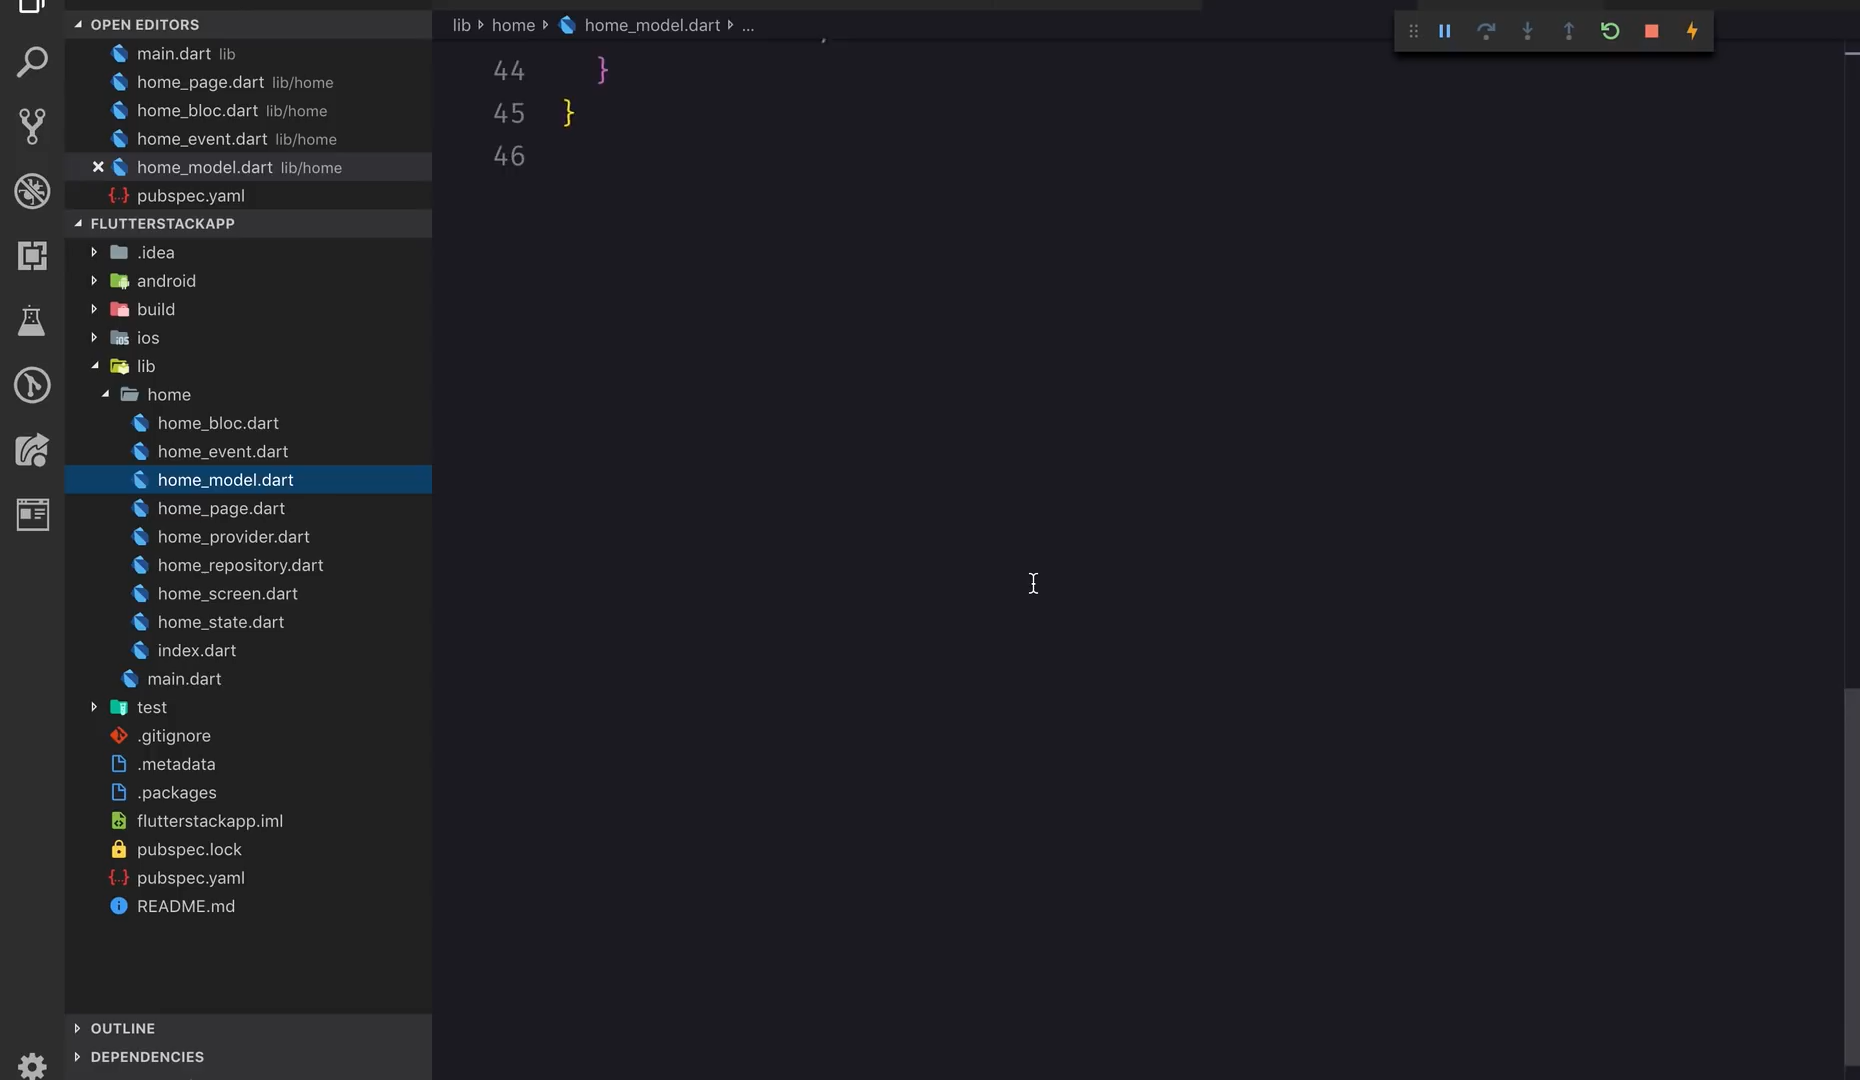 OPEN EDITORS
main.dart lib
home_page.dart lib/home
home_bloc.dart lib/home
home_event.dart lib/home
home_model.dart lib/home
pubspec.yaml
FLUTTERSTACKAPP
.idea
android
build
ios
lib
home
home_bloc.dart
home_event.dart
home_model.dart
home_page.dart
home_provider.dart
home_repository.dart
home_screen.dart
home_state.dart
index.dart
main.dart
test
.gitignore
.metadata
.packages
flutterstackapp.iml
pubspec.lock
pubspec.yaml
README.md
OUTLINE
DEPENDENCIES
lib home home_model.dart ...
44 }
45 }
46